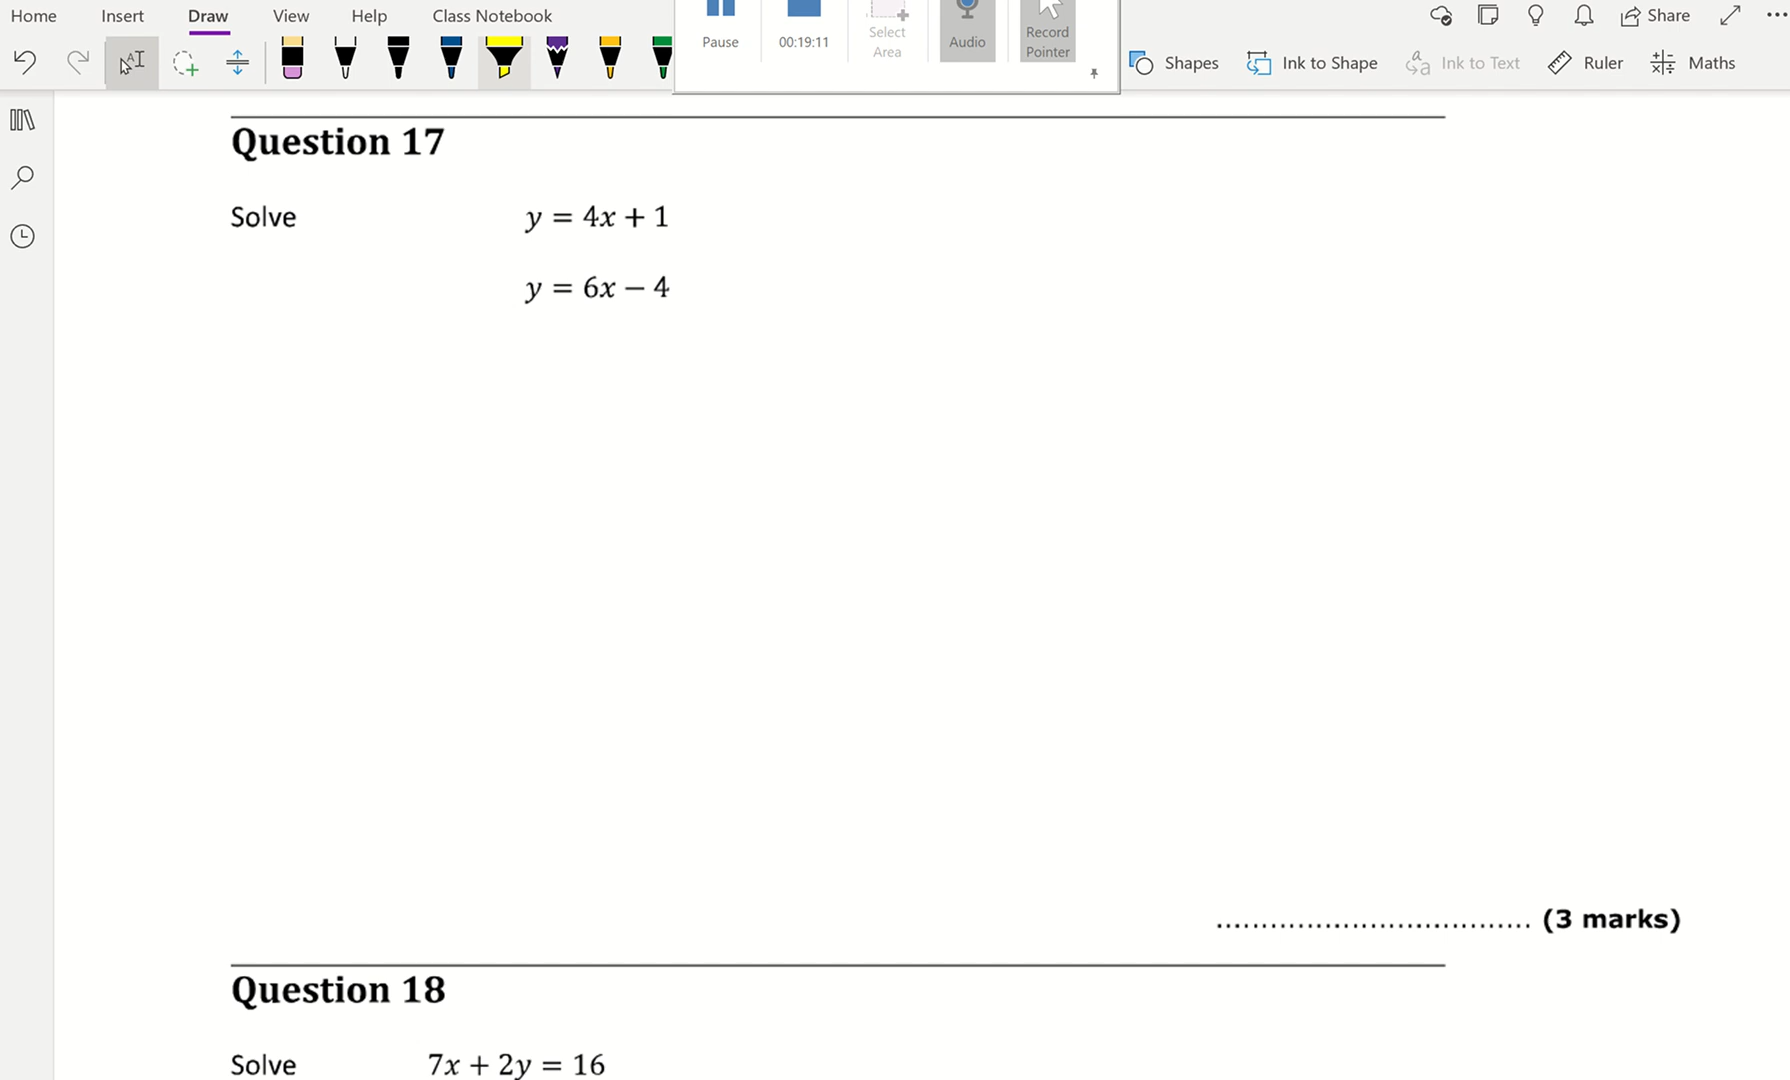 Home Insert Draw View Help Class Notebook Share
Pause 00:19:11 Select Area Audio Record Pointer
Shapes Ink to Shape Ink to Text Ruler Maths
Question 17
Solve y = 4x + 1
y = 6x − 4
.................................. (3 marks)
Question 18
Solve 7x + 2y = 16